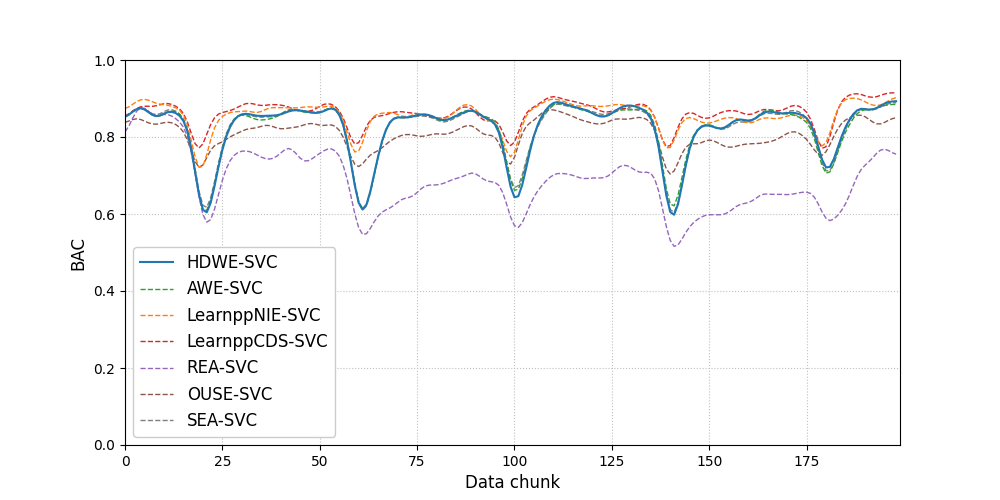 1.0
0.8
0.6
0.4
0.2
0.0
BAC
HDWE-SVC
AWE-SVC
LearnppNIE-SVC
LearnppCDS-SVC
REA-SVC
OUSE-SVC
SEA-SVC
0 25 50 75 100 125 150 175
Data chunk